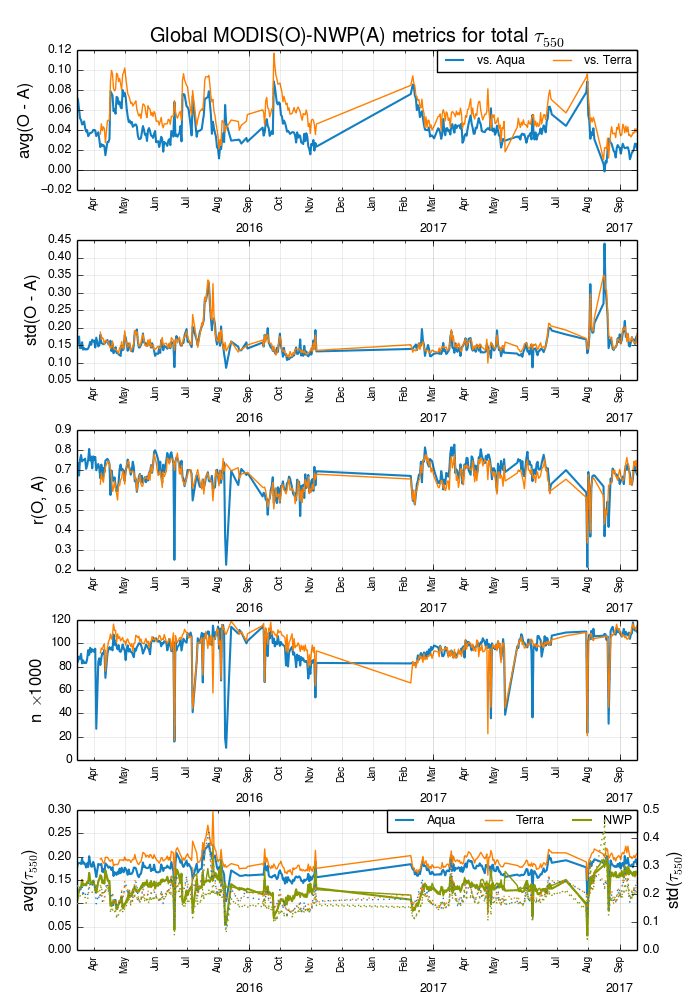 Global MODIS(O)-NWP(A) metrics for total τ550
vs. Aqua vs. Terra
avg(O - A)
0.12
0.10
0.08
0.06
0.04
0.02
0.00
−0.02
Apr May Jun Jul Aug Sep Oct Nov Dec Jan Feb Mar Apr May Jun Jul Aug Sep
2016 2017 2017
std(O - A)
0.45
0.40
0.35
0.30
0.25
0.20
0.15
0.10
0.05
Apr May Jun Jul Aug Sep Oct Nov Dec Jan Feb Mar Apr May Jun Jul Aug Sep
2016 2017 2017
r(O, A)
0.9
0.8
0.7
0.6
0.5
0.4
0.3
0.2
Apr May Jun Jul Aug Sep Oct Nov Dec Jan Feb Mar Apr May Jun Jul Aug Sep
2016 2017 2017
n ×1000
120
100
80
60
40
20
0
Apr May Jun Jul Aug Sep Oct Nov Dec Jan Feb Mar Apr May Jun Jul Aug Sep
2016 2017 2017
Aqua Terra NWP
avg(τ550)
0.30
0.25
0.20
0.15
0.10
0.05
0.00
std(τ550)
0.5
0.4
0.3
0.2
0.1
0.0
Apr May Jun Jul Aug Sep Oct Nov Dec Jan Feb Mar Apr May Jun Jul Aug Sep
2016 2017 2017